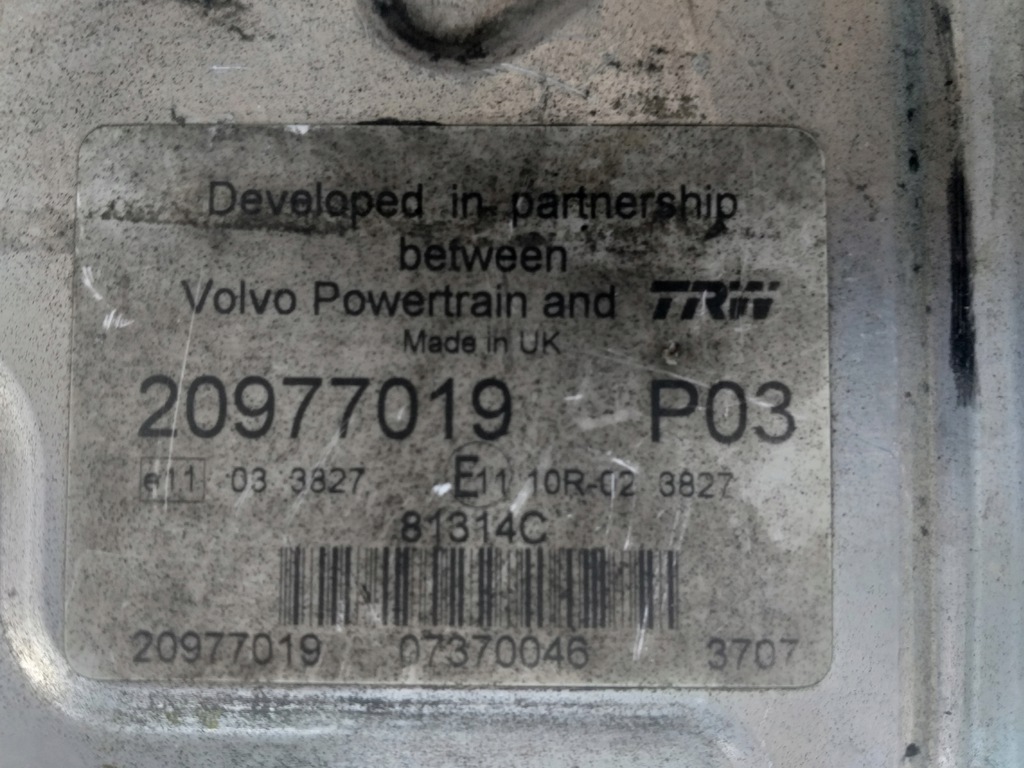 Developed in partnership
between
Volvo Powertrain and TRW
Made in UK
20977019 P03
e11 03 3827 E11 10R-02 3827
81314C
20977019 07370046 3707